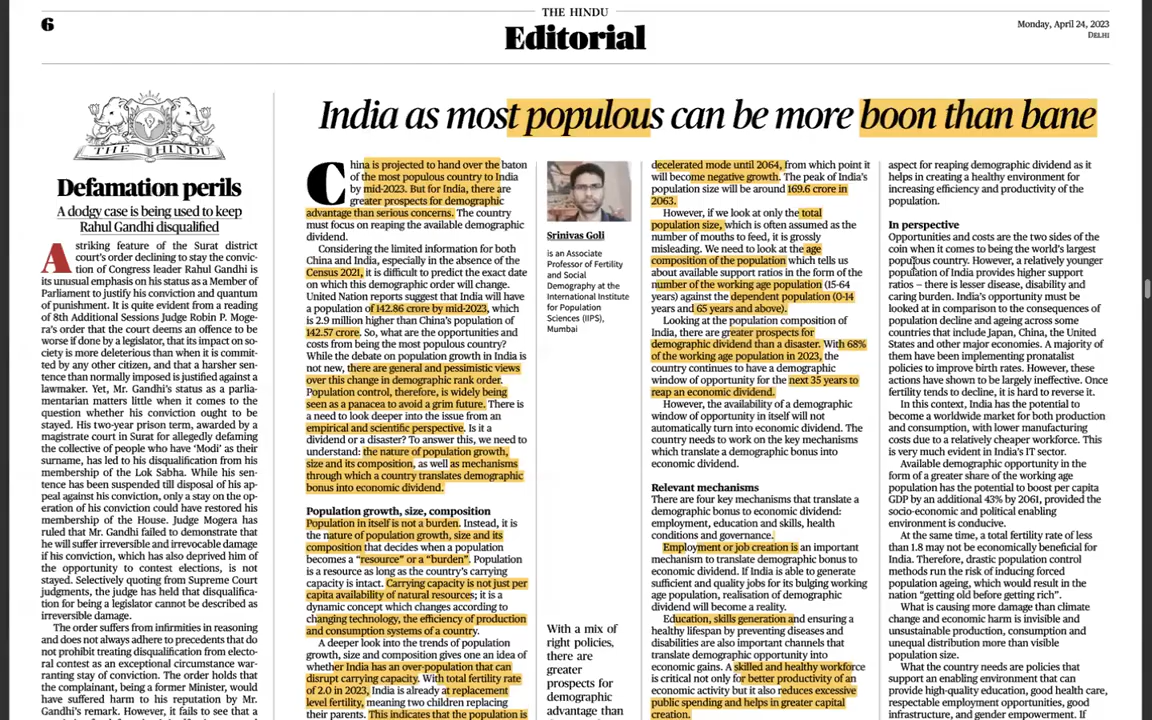 THE HINDU
6
Editorial
Monday, April 24, 2023
DELHI
THE HINDU
Defamation perils
A dodgy case is being used to keep
Rahul Gandhi disqualified
A striking feature of the Surat district
court's order declining to stay the convic-
tion of Congress leader Rahul Gandhi is
its unusual emphasis on his status as a Member of
Parliament to justify his conviction and quantum
of punishment. It is quite evident from a reading
of 8th Additional Sessions Judge Robin P. Moge-
ra's order that the court deems an offence to be
worse if done by a legislator, that its impact on so-
ciety is more deleterious than when it is commit-
ted by any other citizen, and that a harsher sen-
tence than normally imposed is justified against a
lawmaker. Yet, Mr. Gandhi's status as a parlia-
mentarian matters little when it comes to the
question whether his conviction ought to be
stayed. His two-year prison term, awarded by a
magistrate court in Surat for allegedly defaming
the collective of people who have 'Modi' as their
surname, has led to his disqualification from his
membership of the Lok Sabha. While his sen-
tence has been suspended till disposal of his ap-
peal against his conviction, only a stay on the op-
eration of his conviction could have restored his
membership of the House. Judge Mogera has
ruled that Mr. Gandhi failed to demonstrate that
he will suffer irreversible and irrevocable damage
if his conviction, which has also deprived him of
the opportunity to contest elections, is not
stayed. Selectively quoting from Supreme Court
judgments, the judge has held that disqualifica-
tion for being a legislator cannot be described as
irreversible damage.
The order suffers from infirmities in reasoning
and does not always adhere to precedents that do
not prohibit treating disqualification from electo-
ral contest as an exceptional circumstance war-
ranting stay of conviction. The order holds that
the complainant, being a former Minister, would
have suffered harm to his reputation by Mr.
Gandhi's remark. However, it fails to see that a
India as most populous can be more boon than bane
China is projected to hand over the baton
of the most populous country to India
by mid-2023. But for India, there are
greater prospects for demographic
advantage than serious concerns. The country
must focus on reaping the available demographic
dividend.
Considering the limited information for both
China and India, especially in the absence of the
Census 2021, it is difficult to predict the exact date
on which this demographic order will change.
United Nation reports suggest that India will have
a population of 142.86 crore by mid-2023, which
is 2.9 million higher than China's population of
142.57 crore. So, what are the opportunities and
costs from being the most populous country?
While the debate on population growth in India is
not new, there are general and pessimistic views
over this change in demographic rank order.
Population control, therefore, is widely being
seen as a panacea to avoid a grim future. There is
a need to look deeper into the issue from an
empirical and scientific perspective. Is it a
dividend or a disaster? To answer this, we need to
understand: the nature of population growth,
size and its composition, as well as mechanisms
through which a country translates demographic
bonus into economic dividend.
Population growth, size, composition
Population in itself is not a burden. Instead, it is
the nature of population growth, size and its
composition that decides when a population
becomes a "resource" or a "burden". Population
is a resource as long as the country's carrying
capacity is intact. Carrying capacity is not just per
capita availability of natural resources; it is a
dynamic concept which changes according to
changing technology, the efficiency of production
and consumption systems of a country.
A deeper look into the trends of population
growth, size and composition gives one an idea of
whether India has an over-population that can
disrupt carrying capacity. With total fertility rate
of 2.0 in 2023, India is already at replacement
level fertility, meaning two children replacing
their parents. This indicates that the population is
Srinivas Goli
is an Associate
Professor of Fertility
and Social
Demography at the
International Institute
for Population
Sciences (IIPS),
Mumbai
With a mix of
right policies,
there are
greater
prospects for
demographic
advantage than
decelerated mode until 2064, from which point it
will become negative growth. The peak of India's
population size will be around 169.6 crore in
2063.
However, if we look at only the total
population size, which is often assumed as the
number of mouths to feed, it is grossly
misleading. We need to look at the age
composition of the population which tells us
about available support ratios in the form of the
number of the working age population (15-64
years) against the dependent population (0-14
years and 65 years and above).
Looking at the population composition of
India, there are greater prospects for
demographic dividend than a disaster. With 68%
of the working age population in 2023, the
country continues to have a demographic
window of opportunity for the next 35 years to
reap an economic dividend.
However, the availability of a demographic
window of opportunity in itself will not
automatically turn into economic dividend. The
country needs to work on the key mechanisms
which translate a demographic bonus into
economic dividend.
Relevant mechanisms
There are four key mechanisms that translate a
demographic bonus to economic dividend:
employment, education and skills, health
conditions and governance.
Employment or job creation is an important
mechanism to translate demographic bonus to
economic dividend. If India is able to generate
sufficient and quality jobs for its bulging working
age population, realisation of demographic
dividend will become a reality.
Education, skills generation and ensuring a
healthy lifespan by preventing diseases and
disabilities are also important channels that
translate demographic opportunity into
economic gains. A skilled and healthy workforce
is critical not only for better productivity of an
economic activity but it also reduces excessive
public spending and helps in greater capital
creation.
aspect for reaping demographic dividend as it
helps in creating a healthy environment for
increasing efficiency and productivity of the
population.
In perspective
Opportunities and costs are the two sides of the
coin when it comes to being the world's largest
populous country. However, a relatively younger
population of India provides higher support
ratios – there is lesser disease, disability and
caring burden. India's opportunity must be
looked at in comparison to the consequences of
population decline and ageing across some
countries that include Japan, China, the United
States and other major economies. A majority of
them have been implementing pronatalist
policies to improve birth rates. However, these
actions have shown to be largely ineffective. Once
fertility tends to decline, it is hard to reverse it.
In this context, India has the potential to
become a worldwide market for both production
and consumption, with lower manufacturing
costs due to a relatively cheaper workforce. This
is very much evident in India's IT sector.
Available demographic opportunity in the
form of a greater share of the working age
population has the potential to boost per capita
GDP by an additional 43% by 2061, provided the
socio-economic and political enabling
environment is conducive.
At the same time, a total fertility rate of less
than 1.8 may not be economically beneficial for
India. Therefore, drastic population control
methods run the risk of inducing forced
population ageing, which would result in the
nation "getting old before getting rich".
What is causing more damage than climate
change and economic harm is invisible and
unsustainable production, consumption and
unequal distribution more than visible
population size.
What the country needs are policies that
support an enabling environment that can
provide high-quality education, good health care,
respectable employment opportunities, good
infrastructure, and gender empowerment. If